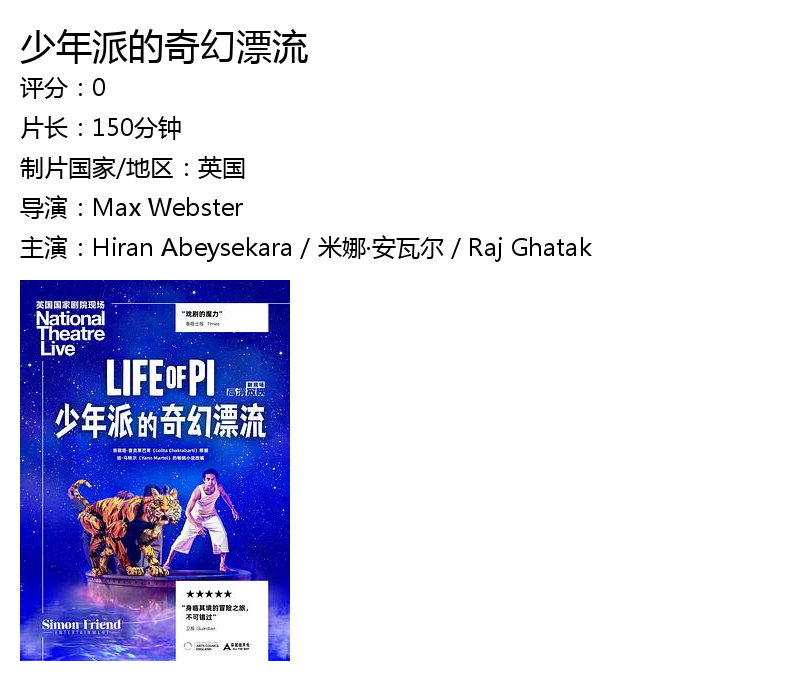 少年派的奇幻漂流
评分：0
片长：150分钟
制片国家/地区：英国
导演：Max Webster
主演：Hiran Abeysekara / 米娜·安瓦尔 / Raj Ghatak
英国国家剧院现场
National
Theatre
Live
“戏剧的魔力”
泰晤士报 Times
LIFE OF PI
高清放映
少年派的奇幻漂流
洛丽塔·查克拉巴蒂（Lolita Chakrabarti）根据
扬·马特尔（Yann Martel）的畅销小说改编
★★★★★
“身临其境的冒险之旅，
不可错过”
卫报 Guardian
Simon Friend
ENTERTAINMENT
ARTS COUNCIL
ENGLAND